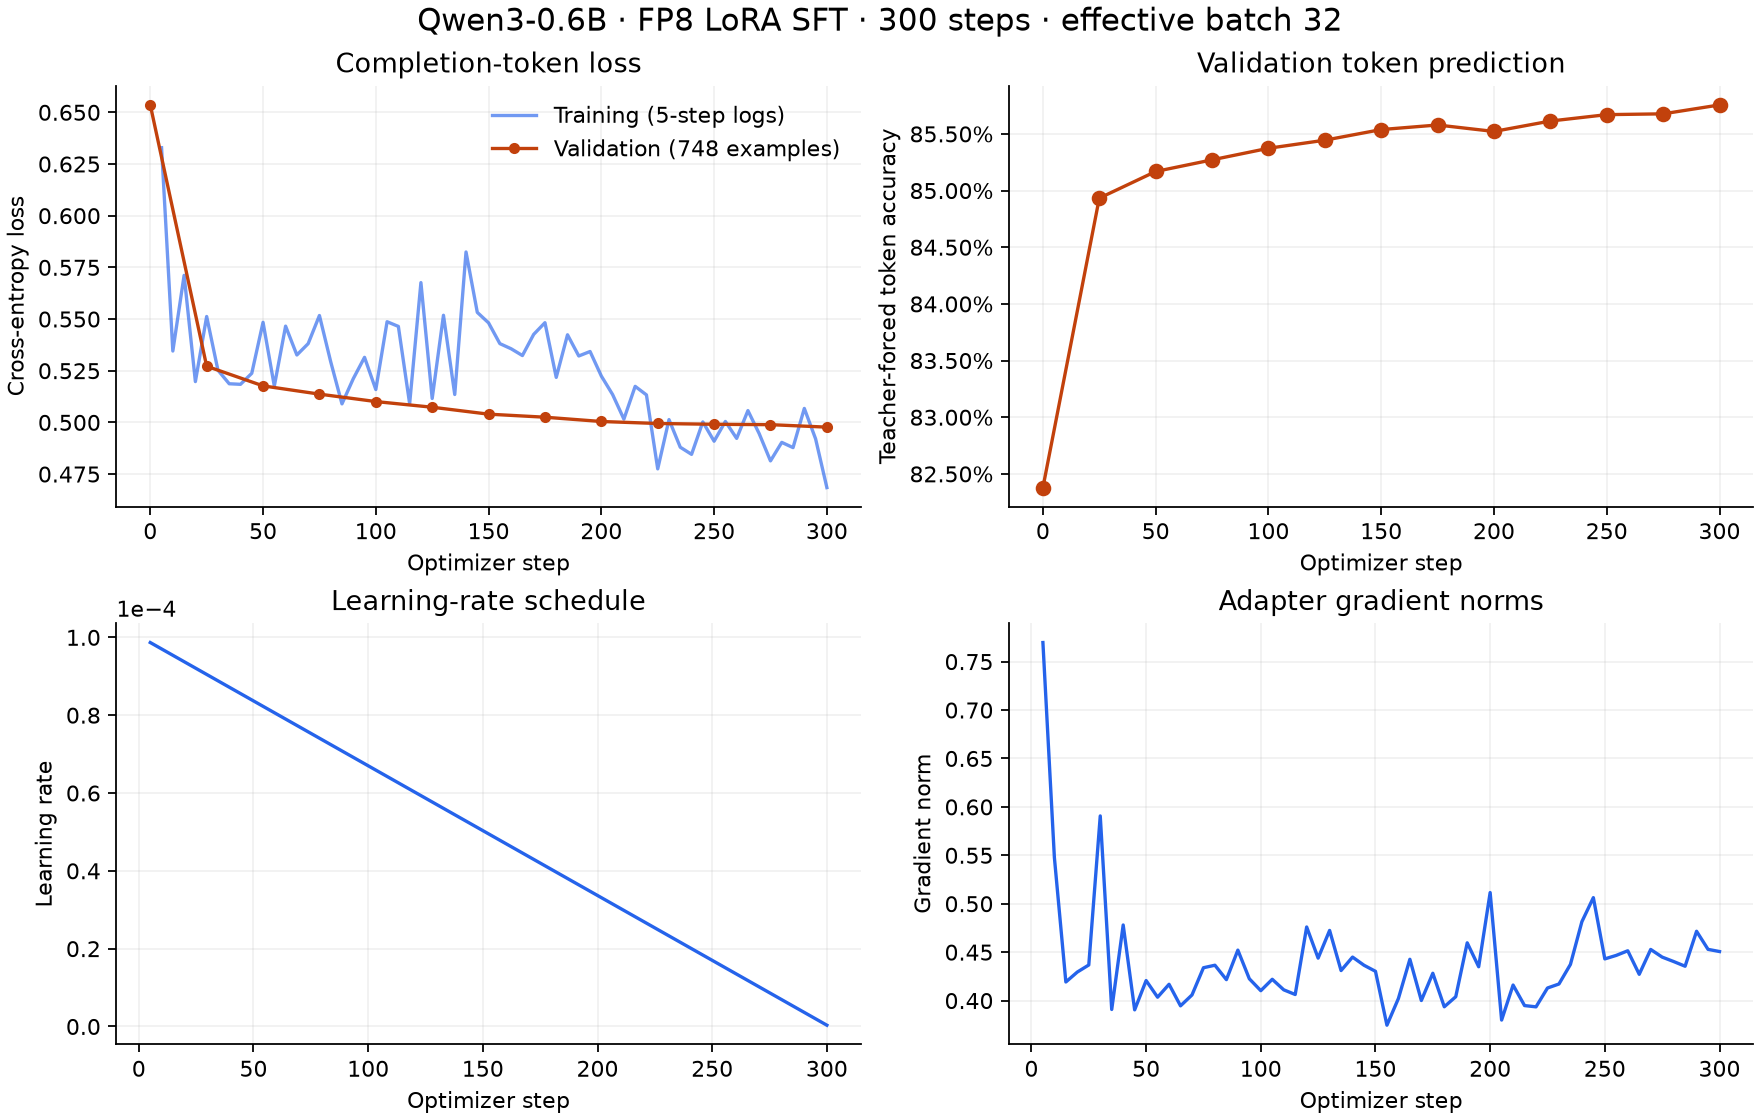 Qwen3-0.6B · FP8 LoRA SFT · 300 steps · effective batch 32
Completion-token loss
Training (5-step logs)
Validation (748 examples)
Cross-entropy loss
0.650
0.625
0.600
0.575
0.550
0.525
0.500
0.475
0 50 100 150 200 250 300
Optimizer step
Validation token prediction
Teacher-forced token accuracy
85.50%
85.00%
84.50%
84.00%
83.50%
83.00%
82.50%
0 50 100 150 200 250 300
Optimizer step
Learning-rate schedule
1e−4
Learning rate
1.0
0.8
0.6
0.4
0.2
0.0
0 50 100 150 200 250 300
Optimizer step
Adapter gradient norms
Gradient norm
0.75
0.70
0.65
0.60
0.55
0.50
0.45
0.40
0 50 100 150 200 250 300
Optimizer step